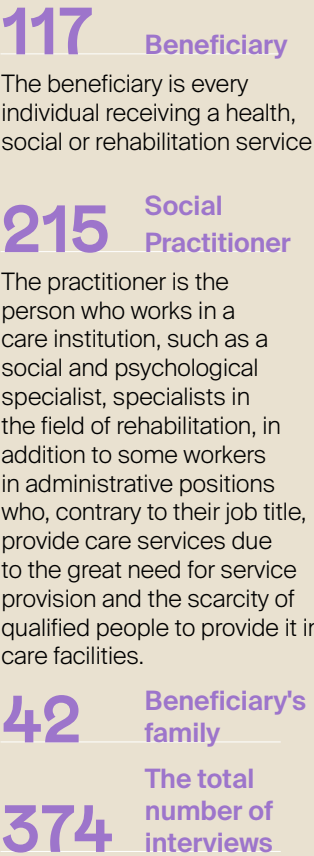 117 Beneficiary
The beneficiary is every
individual receiving a health,
social or rehabilitation service
215 Social
Practitioner
The practitioner is the
person who works in a
care institution, such as a
social and psychological
specialist, specialists in
the field of rehabilitation, in
addition to some workers
in administrative positions
who, contrary to their job title,
provide care services due
to the great need for service
provision and the scarcity of
qualified people to provide it in
care facilities.
42 Beneficiary's
family
374 The total
number of
interviews